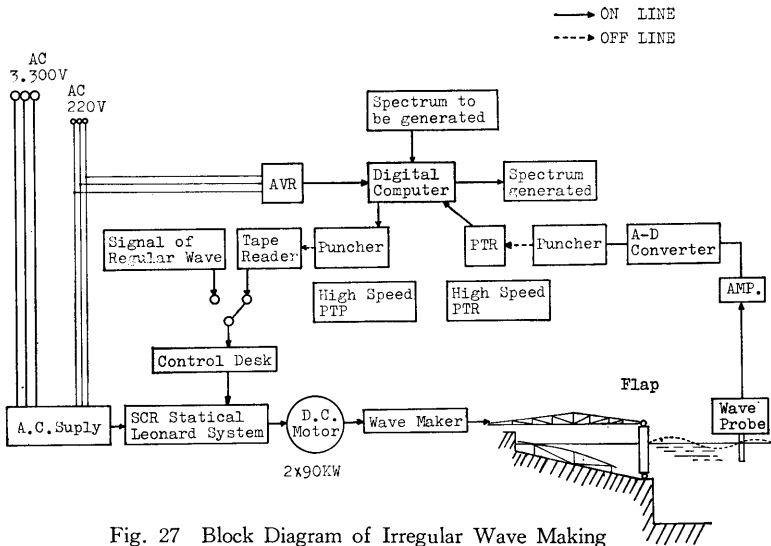 ON LINE
OFF LINE
AC
3.300V
AC
220V
Spectrum to
be generated
AVR
Digital
Computer
Spectrum
generated
Signal of
Regular Wave
Tape
Reader
Puncher
PTR
Puncher
A-D
Converter
High Speed
PTP
High Speed
PTR
AMP.
Control Desk
Flap
A.C.Suply
SCR Statical
Leonard System
D.C.
Motor
Wave Maker
Wave
Probe
2x90KW
Fig. 27 Block Diagram of Irregular Wave Making